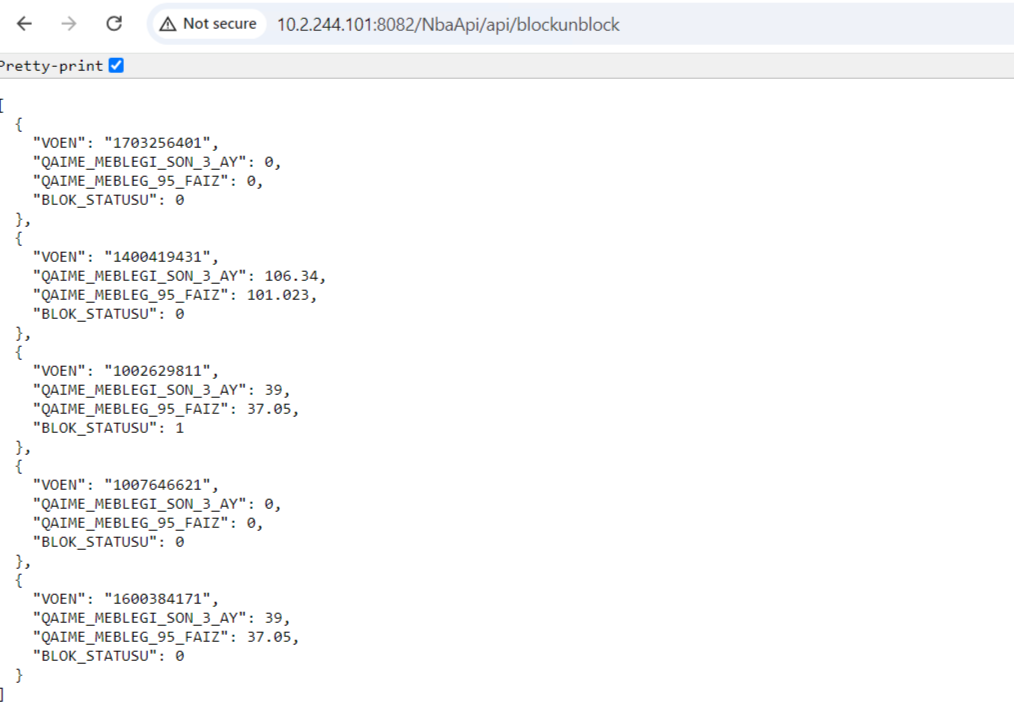 Not secure 10.2.244.101:8082/NbaApi/api/blockunblock
Pretty-print
[
{
"VOEN": "1703256401",
"QAIME_MEBLEGI_SON_3_AY": 0,
"QAIME_MEBLEG_95_FAIZ": 0,
"BLOK_STATUSU": 0
},
{
"VOEN": "1400419431",
"QAIME_MEBLEGI_SON_3_AY": 106.34,
"QAIME_MEBLEG_95_FAIZ": 101.023,
"BLOK_STATUSU": 0
},
{
"VOEN": "1002629811",
"QAIME_MEBLEGI_SON_3_AY": 39,
"QAIME_MEBLEG_95_FAIZ": 37.05,
"BLOK_STATUSU": 1
},
{
"VOEN": "1007646621",
"QAIME_MEBLEGI_SON_3_AY": 0,
"QAIME_MEBLEG_95_FAIZ": 0,
"BLOK_STATUSU": 0
},
{
"VOEN": "1600384171",
"QAIME_MEBLEGI_SON_3_AY": 39,
"QAIME_MEBLEG_95_FAIZ": 37.05,
"BLOK_STATUSU": 0
}
]